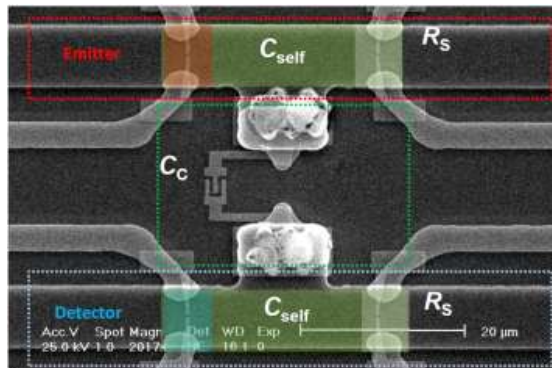 Emitter C_self R_S
C_C
Detector C_self R_S
Acc.V Spot Magn Det WD Exp 20 µm
25.0 kV 1.0 2017x 10.1 0